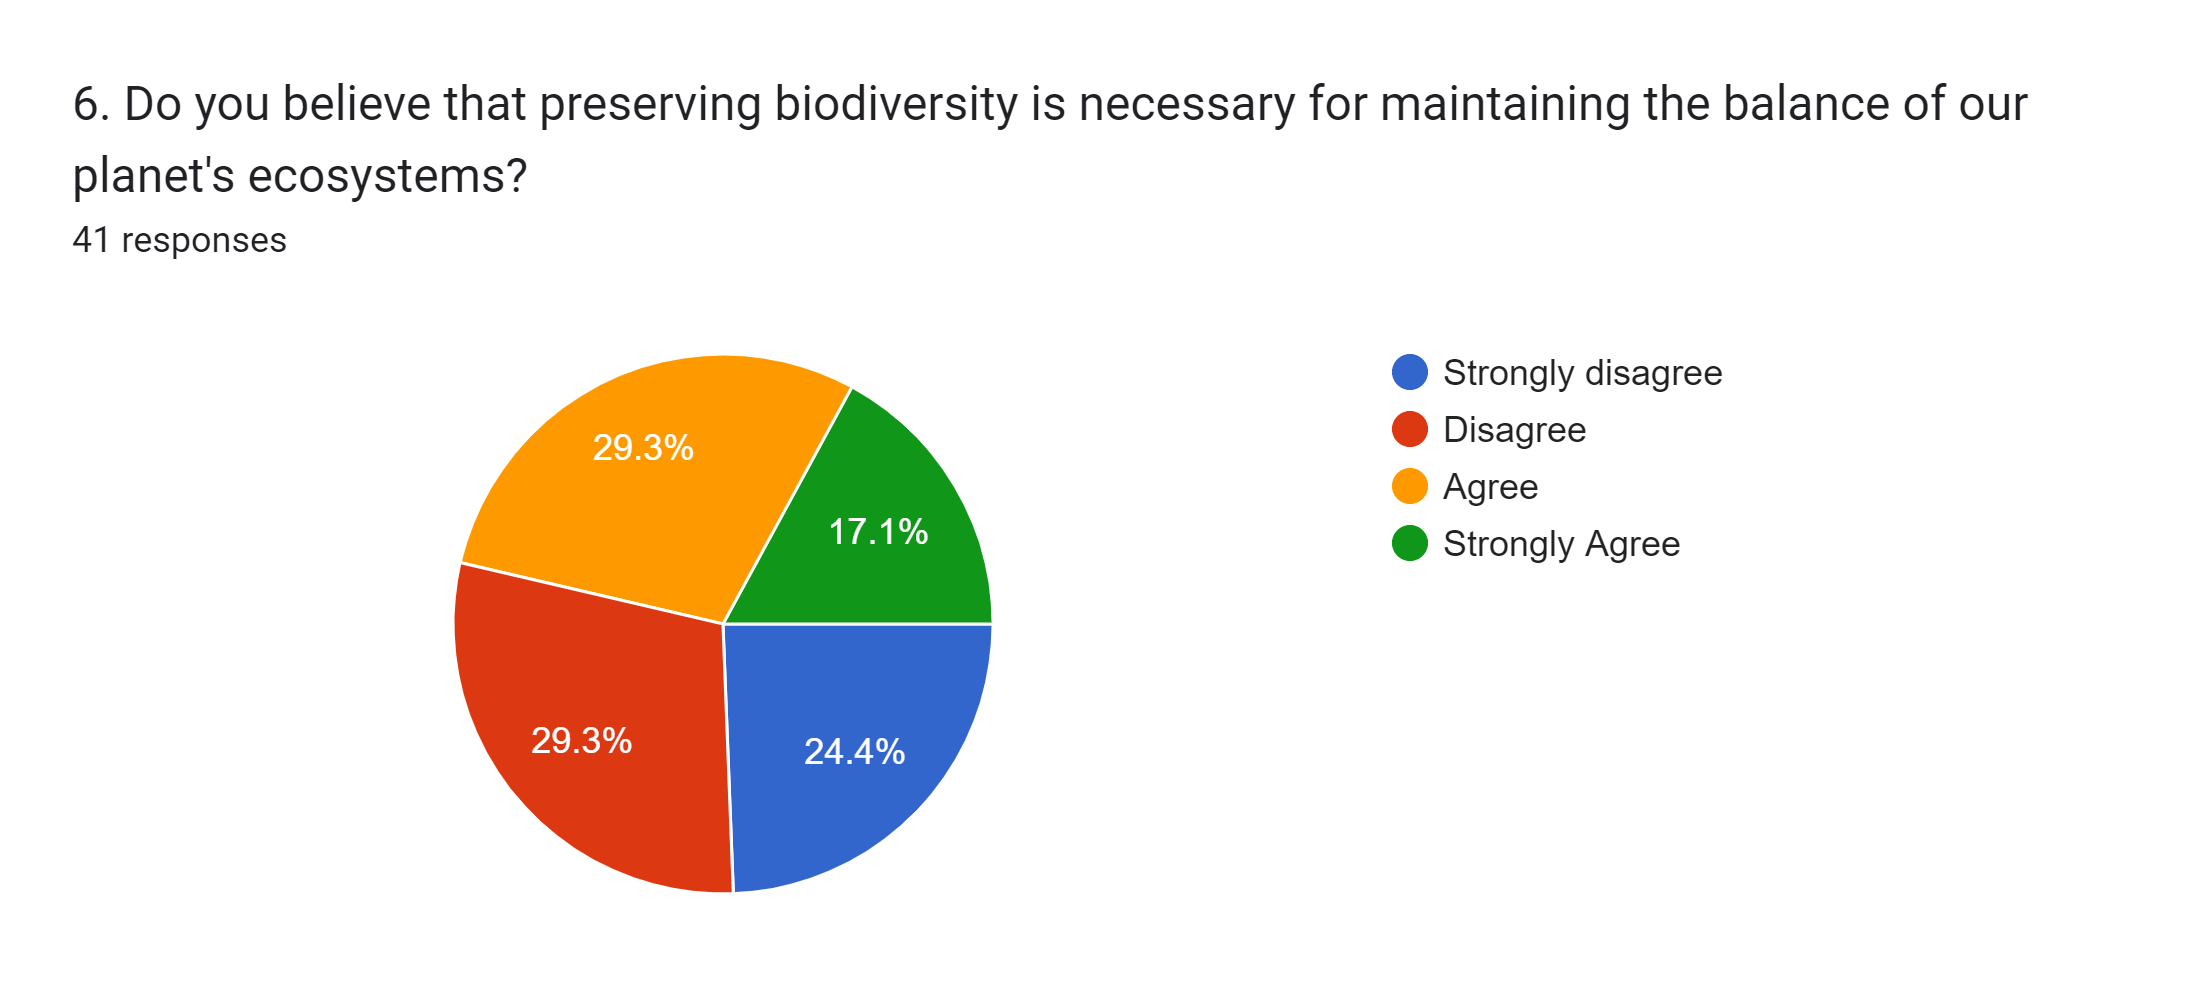 6. Do you believe that preserving biodiversity is necessary for maintaining the balance of our
planet's ecosystems?
41 responses
29.3%
17.1%
29.3%
24.4%
Strongly disagree
Disagree
Agree
Strongly Agree